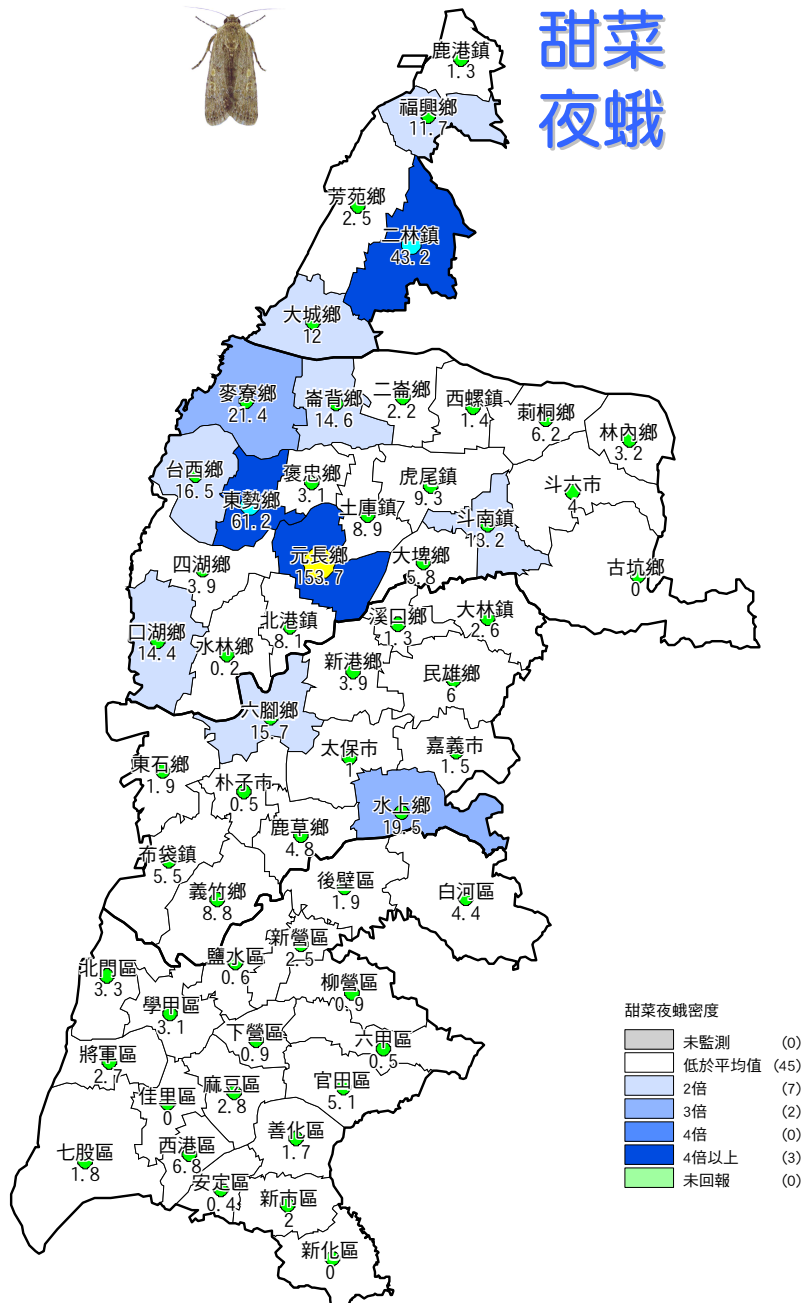 甜菜
夜蛾
鹿港鎮
1.3
福興鄉
11.7
芳苑鄉
2.5
二林鎮
43.2
大城鄉
12
麥寮鄉
21.4
崙背鄉
14.6
二崙鄉
2.2
西螺鎮
1.4
莿桐鄉
6.2
林內鄉
3.2
台西鄉
16.5
東勢鄉
61.2
褒忠鄉
3.1
土庫鎮
8.9
虎尾鎮
9.3
斗南鎮
13.2
斗六市
4
古坑鄉
0
四湖鄉
3.9
元長鄉
153.7
大埤鄉
5.8
口湖鄉
14.4
水林鄉
0.2
北港鎮
8.1
溪口鄉
1.3
大林鎮
2.6
新港鄉
3.9
民雄鄉
6
六腳鄉
15.7
太保市
1
嘉義市
1.5
東石鄉
1.9
朴子市
0.5
水上鄉
19.5
鹿草鄉
4.8
布袋鎮
5.5
義竹鄉
8.8
後壁區
1.9
白河區
4.4
新營區
2.5
鹽水區
0.6
北門區
3.3
柳營區
0.9
學甲區
3.1
下營區
0.9
六甲區
0.5
將軍區
2.7
佳里區
0
麻豆區
2.8
官田區
5.1
七股區
1.8
西港區
6.8
善化區
1.7
安定區
0.4
新市區
2
新化區
0
甜菜夜蛾密度
未監測 (0)
低於平均值 (45)
2倍 (7)
3倍 (2)
4倍 (0)
4倍以上 (3)
未回報 (0)